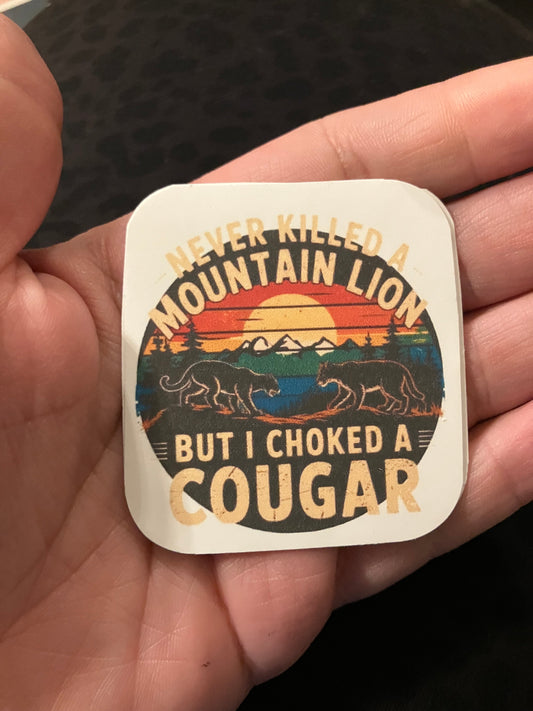 NEVER KILLED A
MOUNTAIN LION
BUT I CHOKED A
COUGAR